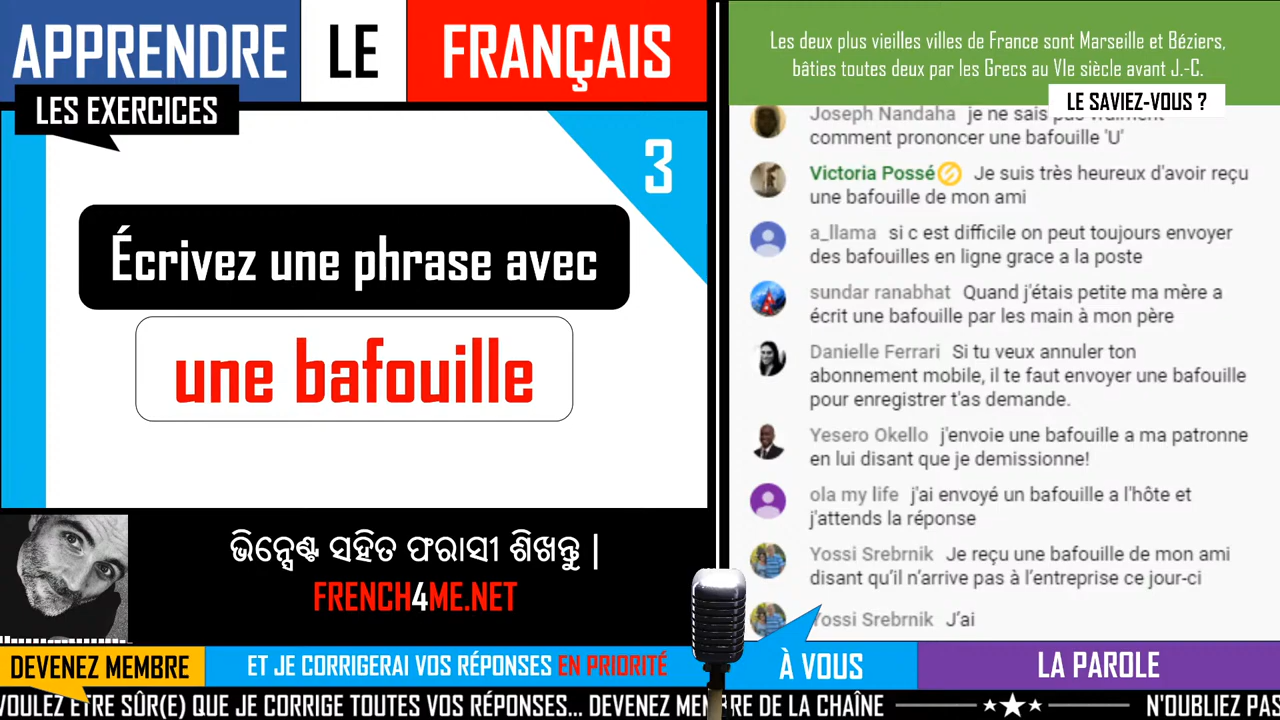 APPRENDRE LE FRANÇAIS
LES EXERCICES
3
Écrivez une phrase avec
une bafouille
ଭିନ୍ସେଣ୍ଟ ସହିତ ଫରାସୀ ଶିଖନ୍ତୁ |
FRENCH4ME.NET
Les deux plus vieilles villes de France sont Marseille et Béziers,
bâties toutes deux par les Grecs au VIe siècle avant J.-C.
LE SAVIEZ-VOUS ?
Joseph Nandaha je ne sais pas vraiment
comment prononcer une bafouille 'U'
Victoria Possé Je suis très heureux d'avoir reçu
une bafouille de mon ami
a_llama si c est difficile on peut toujours envoyer
des bafouilles en ligne grace a la poste
sundar ranabhat Quand j'étais petite ma mère a
écrit une bafouille par les main à mon père
Danielle Ferrari Si tu veux annuler ton
abonnement mobile, il te faut envoyer une bafouille
pour enregistrer t'as demande.
Yesero Okello j'envoie une bafouille a ma patronne
en lui disant que je demissionne!
ola my life j'ai envoyé un bafouille a l'hôte et
j'attends la réponse
Yossi Srebrnik Je reçu une bafouille de mon ami
disant qu'il n'arrive pas à l'entreprise ce jour-ci
Yossi Srebrnik J'ai
DEVENEZ MEMBRE
ET JE CORRIGERAI VOS RÉPONSES EN PRIORITÉ
À VOUS
LA PAROLE
VOULEZ ÊTRE SÛR(E) QUE JE CORRIGE TOUTES VOS RÉPONSES... DEVENEZ MEMBRE DE LA CHAÎNE
N'OUBLIEZ PAS